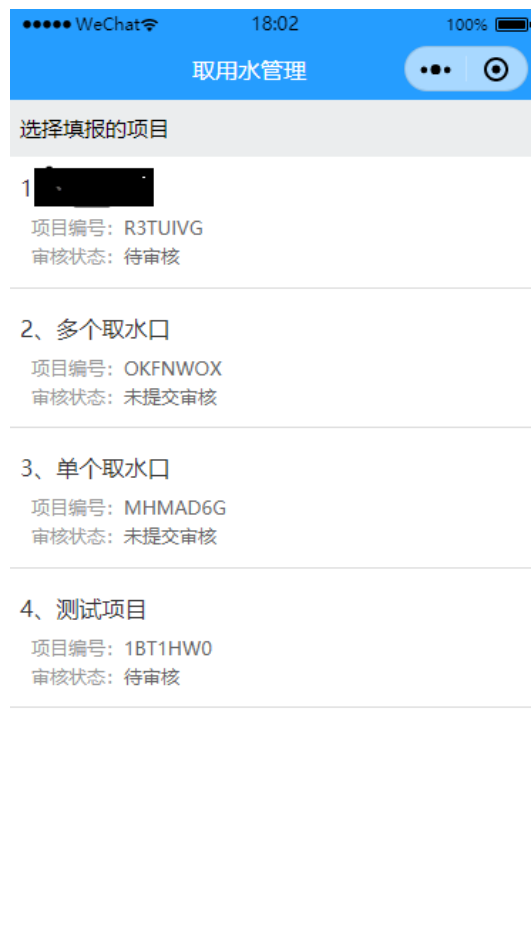 WeChat 18:02 100%
取用水管理
选择填报的项目
1
项目编号：R3TUIVG
审核状态：待审核
2、多个取水口
项目编号：OKFNWOX
审核状态：未提交审核
3、单个取水口
项目编号：MHMAD6G
审核状态：未提交审核
4、测试项目
项目编号：1BT1HW0
审核状态：待审核